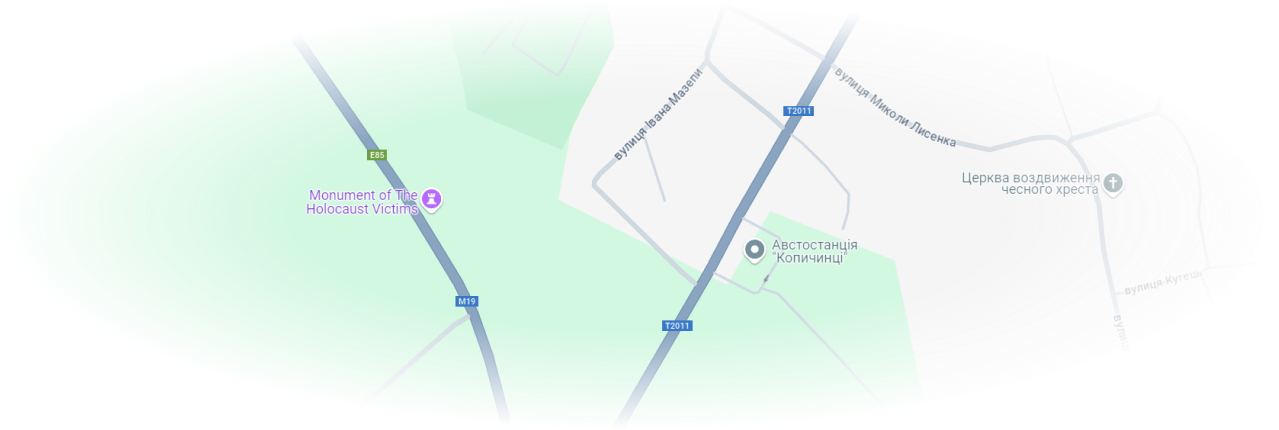 вулиця Івана Мазепи
вулиця Миколи Лисенка
T2011
E85
Monument of The
Holocaust Victims
Церква воздвиження
чесного хреста
Автостанція
"Копичинці"
вулиця Кутець
M19
T2011